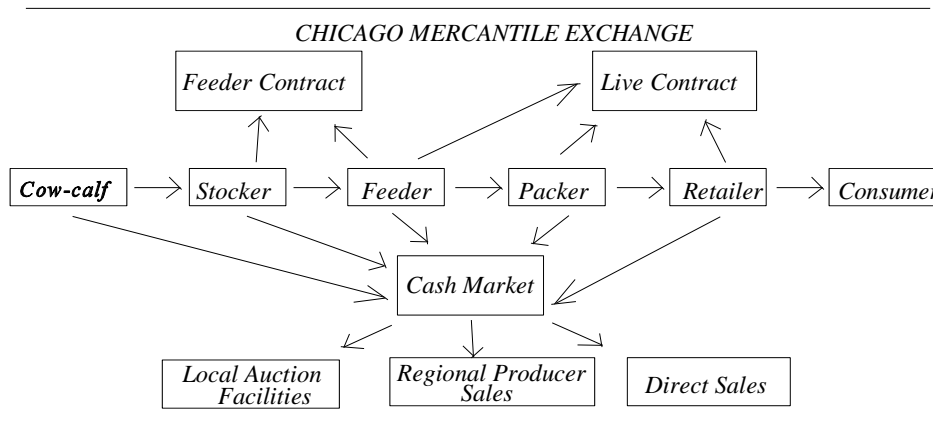 CHICAGO MERCANTILE EXCHANGE
Feeder Contract
Live Contract
Cow-calf
Stocker
Feeder
Packer
Retailer
Consumer
Cash Market
Local Auction
Facilities
Regional Producer
Sales
Direct Sales